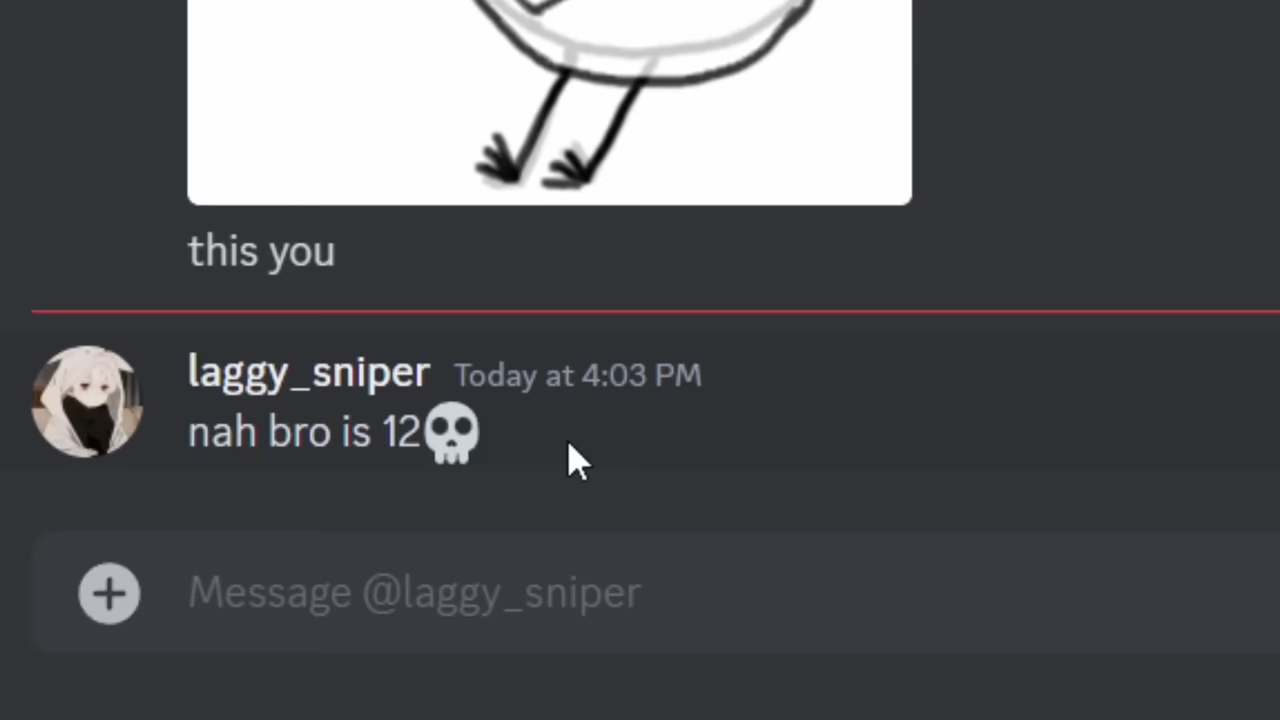 this you
laggy_sniper Today at 4:03 PM
nah bro is 12💀
Message @laggy_sniper